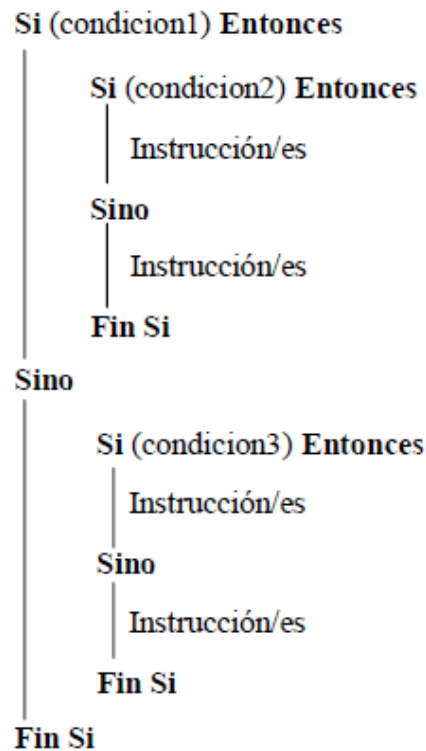 Si (condicion1) Entonces
Si (condicion2) Entonces
Instrucción/es
Sino
Instrucción/es
Fin Si
Sino
Si (condicion3) Entonces
Instrucción/es
Sino
Instrucción/es
Fin Si
Fin Si